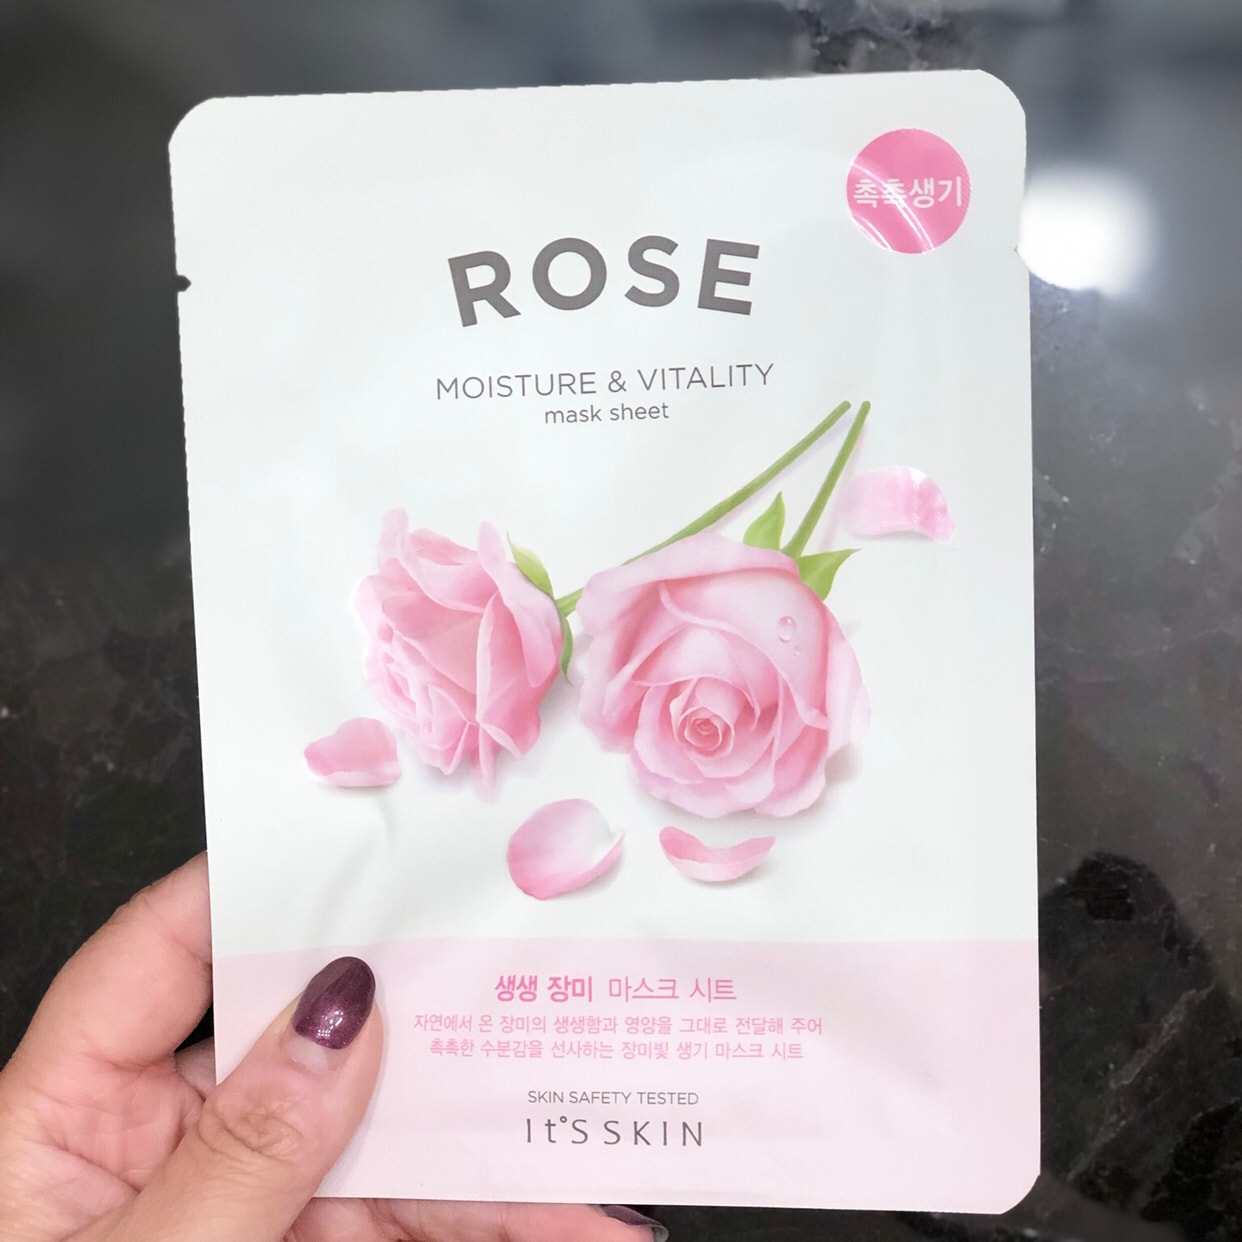 촉촉생기
ROSE
MOISTURE & VITALITY
mask sheet
생생 장미 마스크 시트
자연에서 온 장미의 생생함과 영양을 그대로 전달해 주어
촉촉한 수분감을 선사하는 장미빛 생기 마스크 시트
SKIN SAFETY TESTED
It°S SKIN